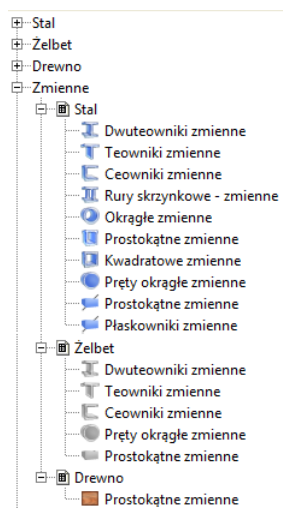 Stal
Żelbet
Drewno
Zmienne
Stal
Dwuteowniki zmienne
Teowniki zmienne
Ceowniki zmienne
Rury skrzynkowe - zmienne
Okrągłe zmienne
Prostokątne zmienne
Kwadratowe zmienne
Pręty okrągłe zmienne
Prostokątne zmienne
Płaskowniki zmienne
Żelbet
Dwuteowniki zmienne
Teowniki zmienne
Ceowniki zmienne
Pręty okrągłe zmienne
Prostokątne zmienne
Drewno
Prostokątne zmienne